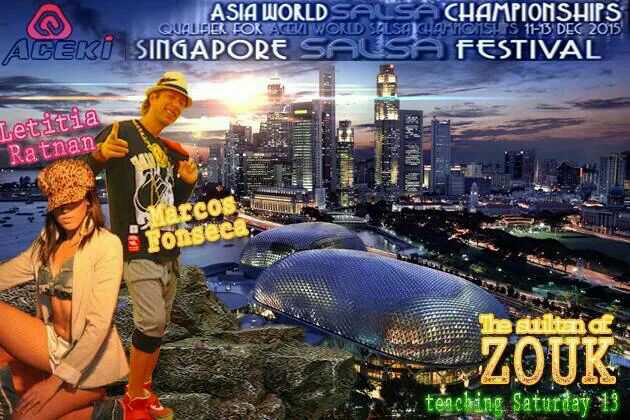 ASIA WORLD SALSA CHAMPIONSHIPS
QUALIFIER FOR ACEKI WORLD SALSA CHAMPIONSHIPS 11-13 DEC 2015
ACEKi
SINGAPORE SALSA FESTIVAL
Letitia
Ratnan
Marcos
Fonseca
The sultan of
ZOUK
teaching Saturday 13